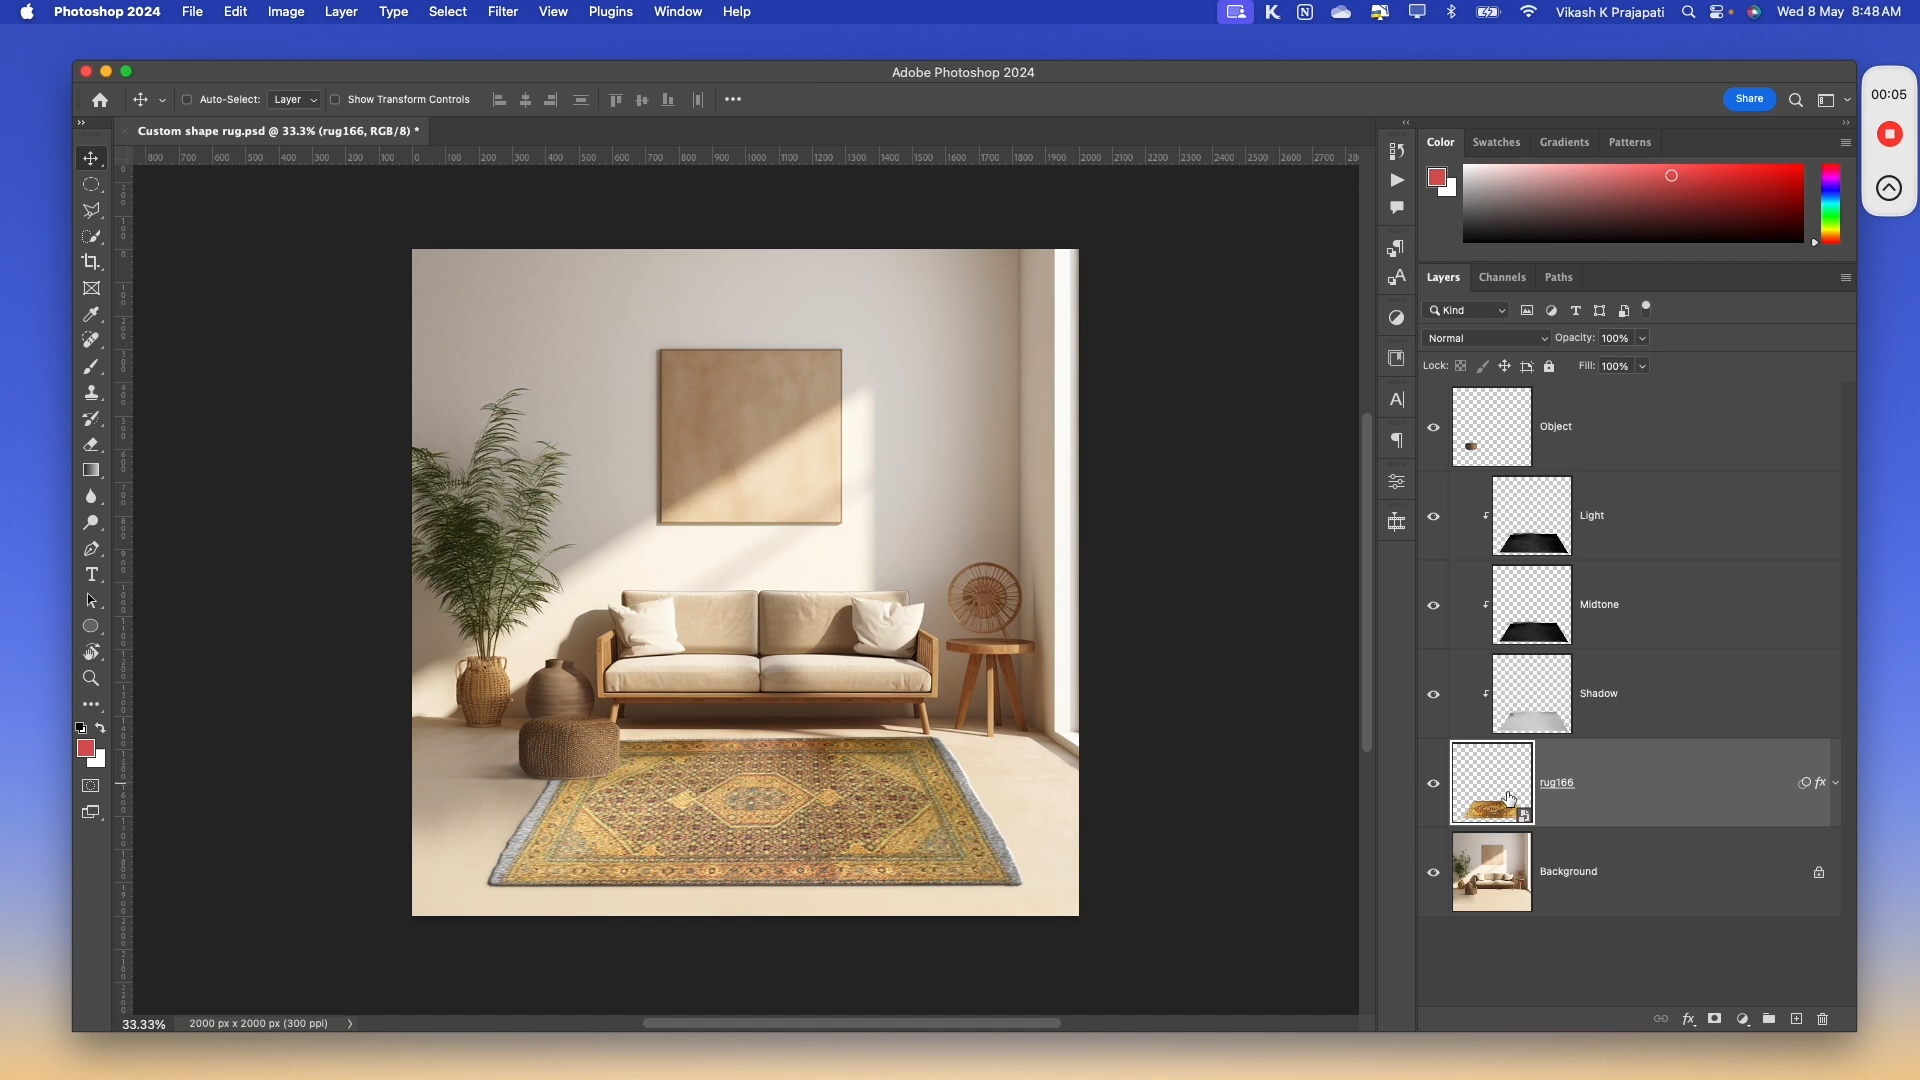 Photoshop 2024 File Edit Image Layer Type Select Filter View Plugins Window Help Vikash K Prajapati Wed 8 May 8:48 AM
Adobe Photoshop 2024
Auto-Select: Layer Show Transform Controls Share
00:05
Custom shape rug.psd @ 33.3% (rug166, RGB/8) *
800 700 600 500 400 300 200 100 0 100 200 300 400 500 600 700 800 900 1000 1100 1200 1300 1400 1500 1600 1700 1800 1900 2000 2100 2200 2300 2400 2500 2600 2700
Color Swatches Gradients Patterns
Layers Channels Paths
Kind
Normal Opacity: 100%
Lock: Fill: 100%
Object
Light
Midtone
Shadow
rug166 fx
Background
33.33% 2000 px x 2000 px (300 ppi)
fx